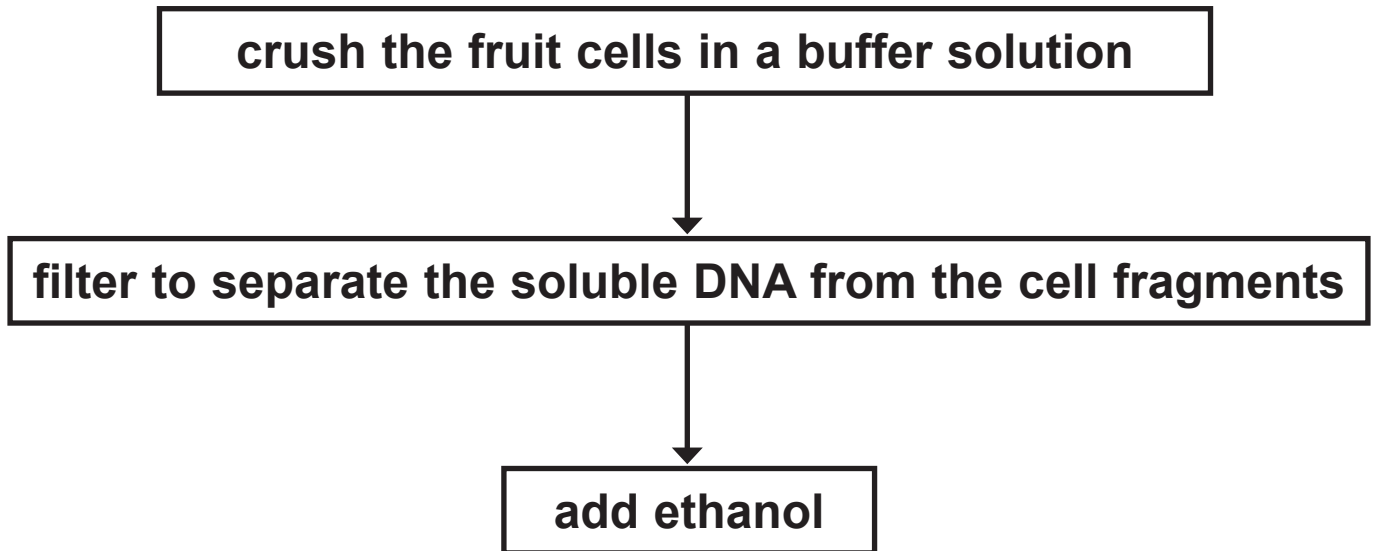 crush the fruit cells in a buffer solution
filter to separate the soluble DNA from the cell fragments
add ethanol